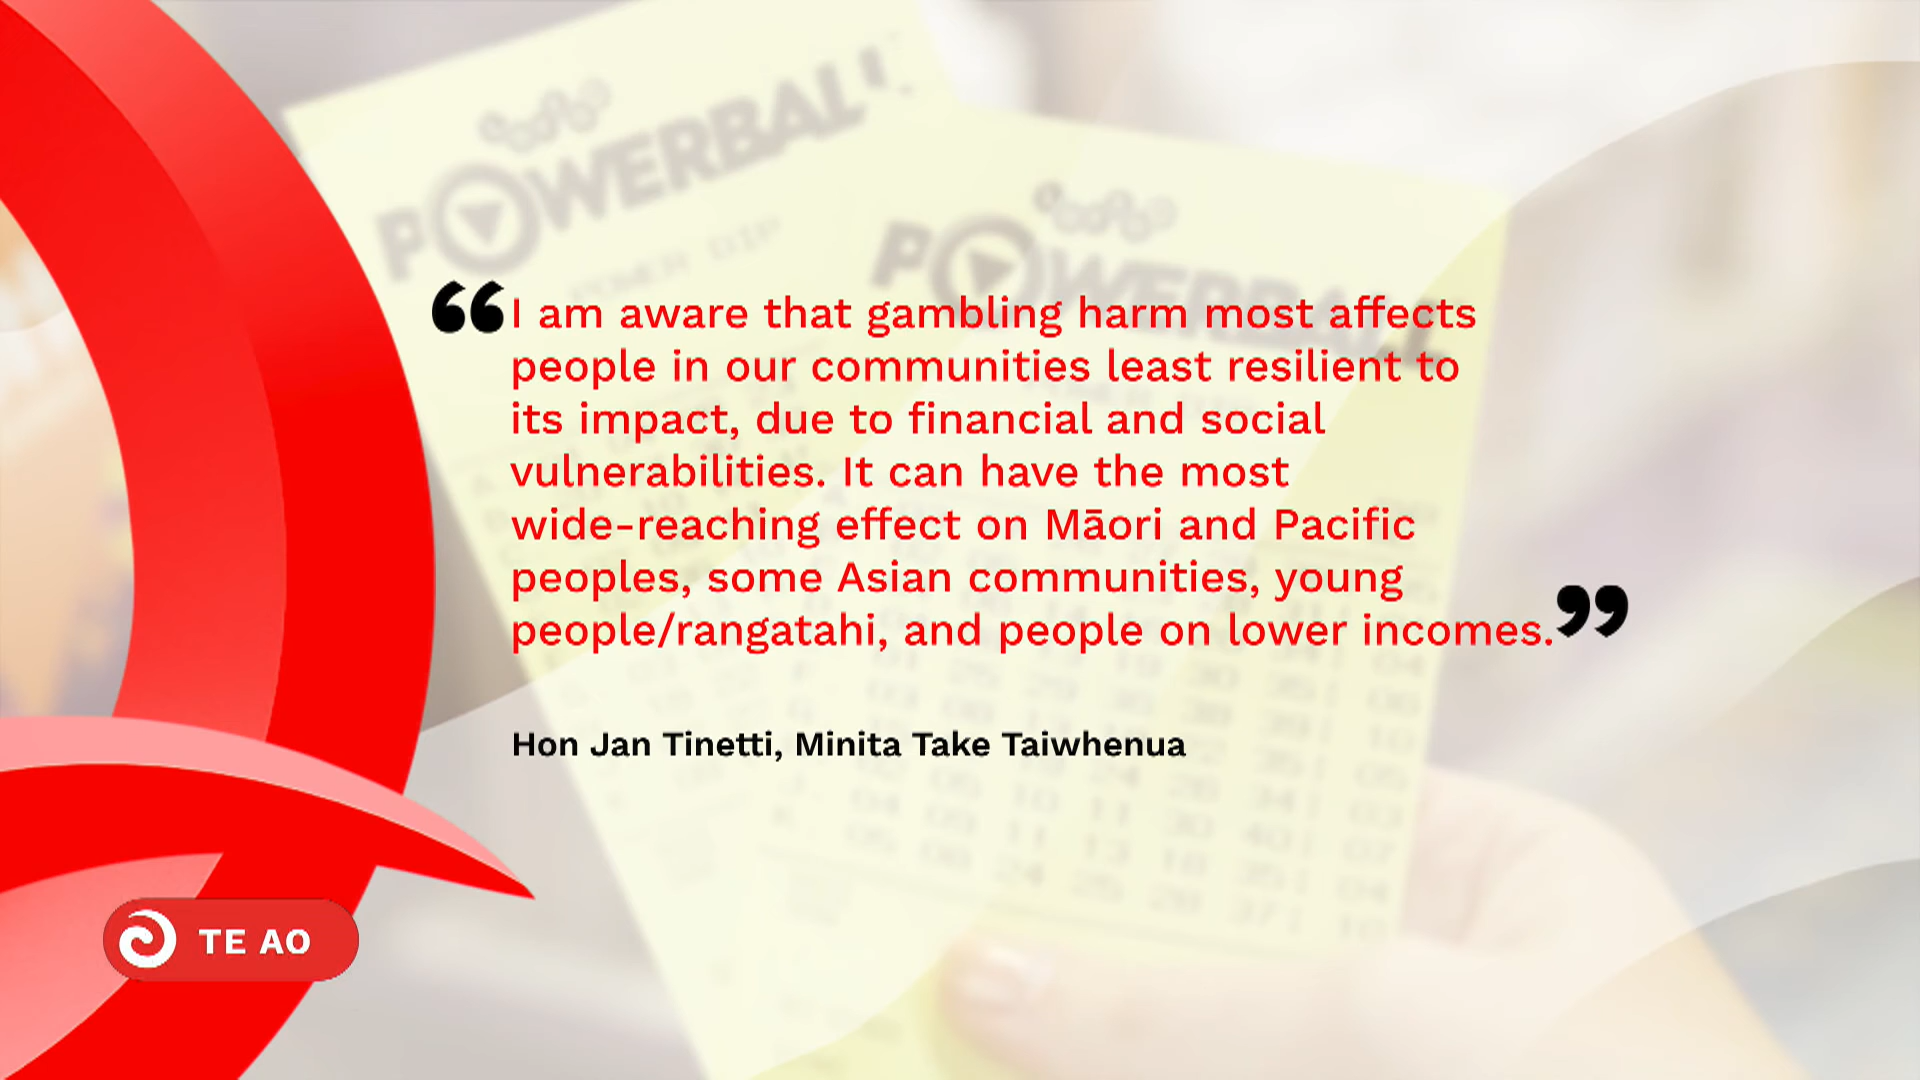 POWERBALL
POWER DIP
POWERBALL
“I am aware that gambling harm most affects
people in our communities least resilient to
its impact, due to financial and social
vulnerabilities. It can have the most
wide-reaching effect on Māori and Pacific
peoples, some Asian communities, young
people/rangatahi, and people on lower incomes.”
Hon Jan Tinetti, Minita Take Taiwhenua
TE AO